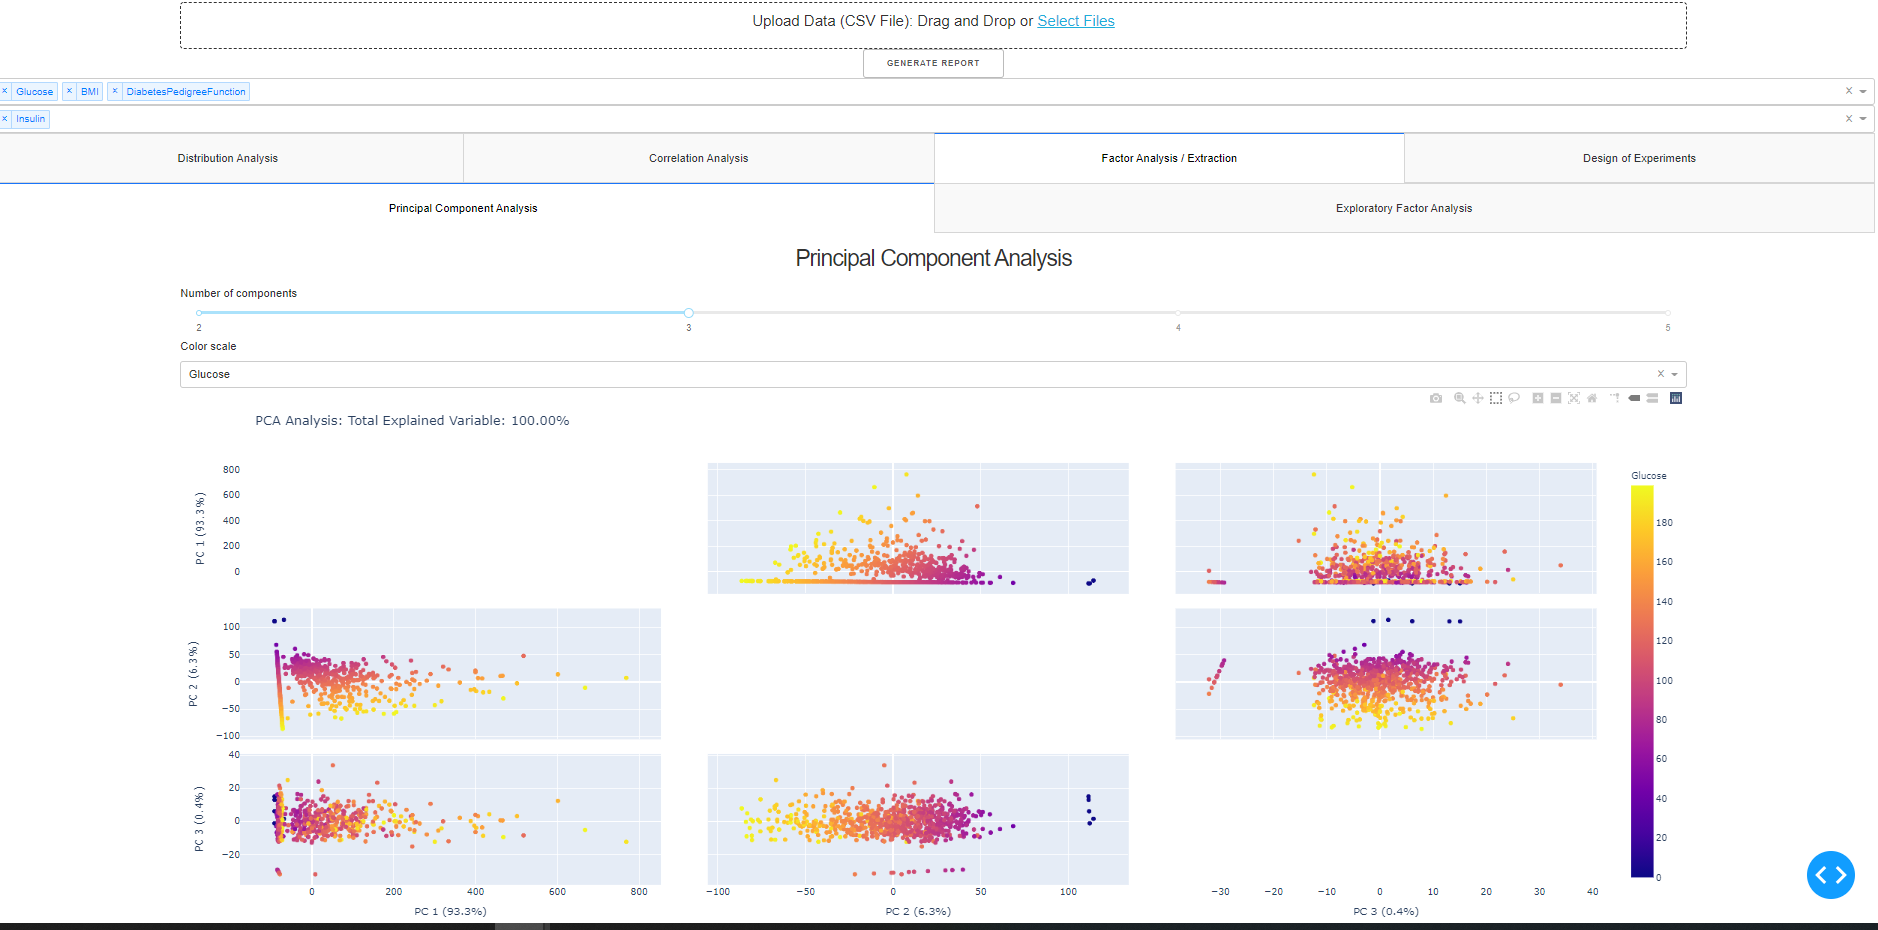 Upload Data (CSV File): Drag and Drop or Select Files
GENERATE REPORT
× Glucose × BMI × DiabetesPedigreeFunction ×
× Insulin ×
Distribution Analysis Correlation Analysis Factor Analysis / Extraction Design of Experiments
Principal Component Analysis Exploratory Factor Analysis
Principal Component Analysis
Number of components
2 3 4 5
Color scale
Glucose ×
PCA Analysis: Total Explained Variable: 100.00%
PC 1 (93.3%)
800
600
400
200
0
PC 2 (6.3%)
100
50
0
−50
−100
PC 3 (0.4%)
40
20
0
−20
0 200 400 600 800
−100 −50 0 50 100
−30 −20 −10 0 10 20 30 40
PC 1 (93.3%) PC 2 (6.3%) PC 3 (0.4%)
Glucose
180
160
140
120
100
80
60
40
20
0